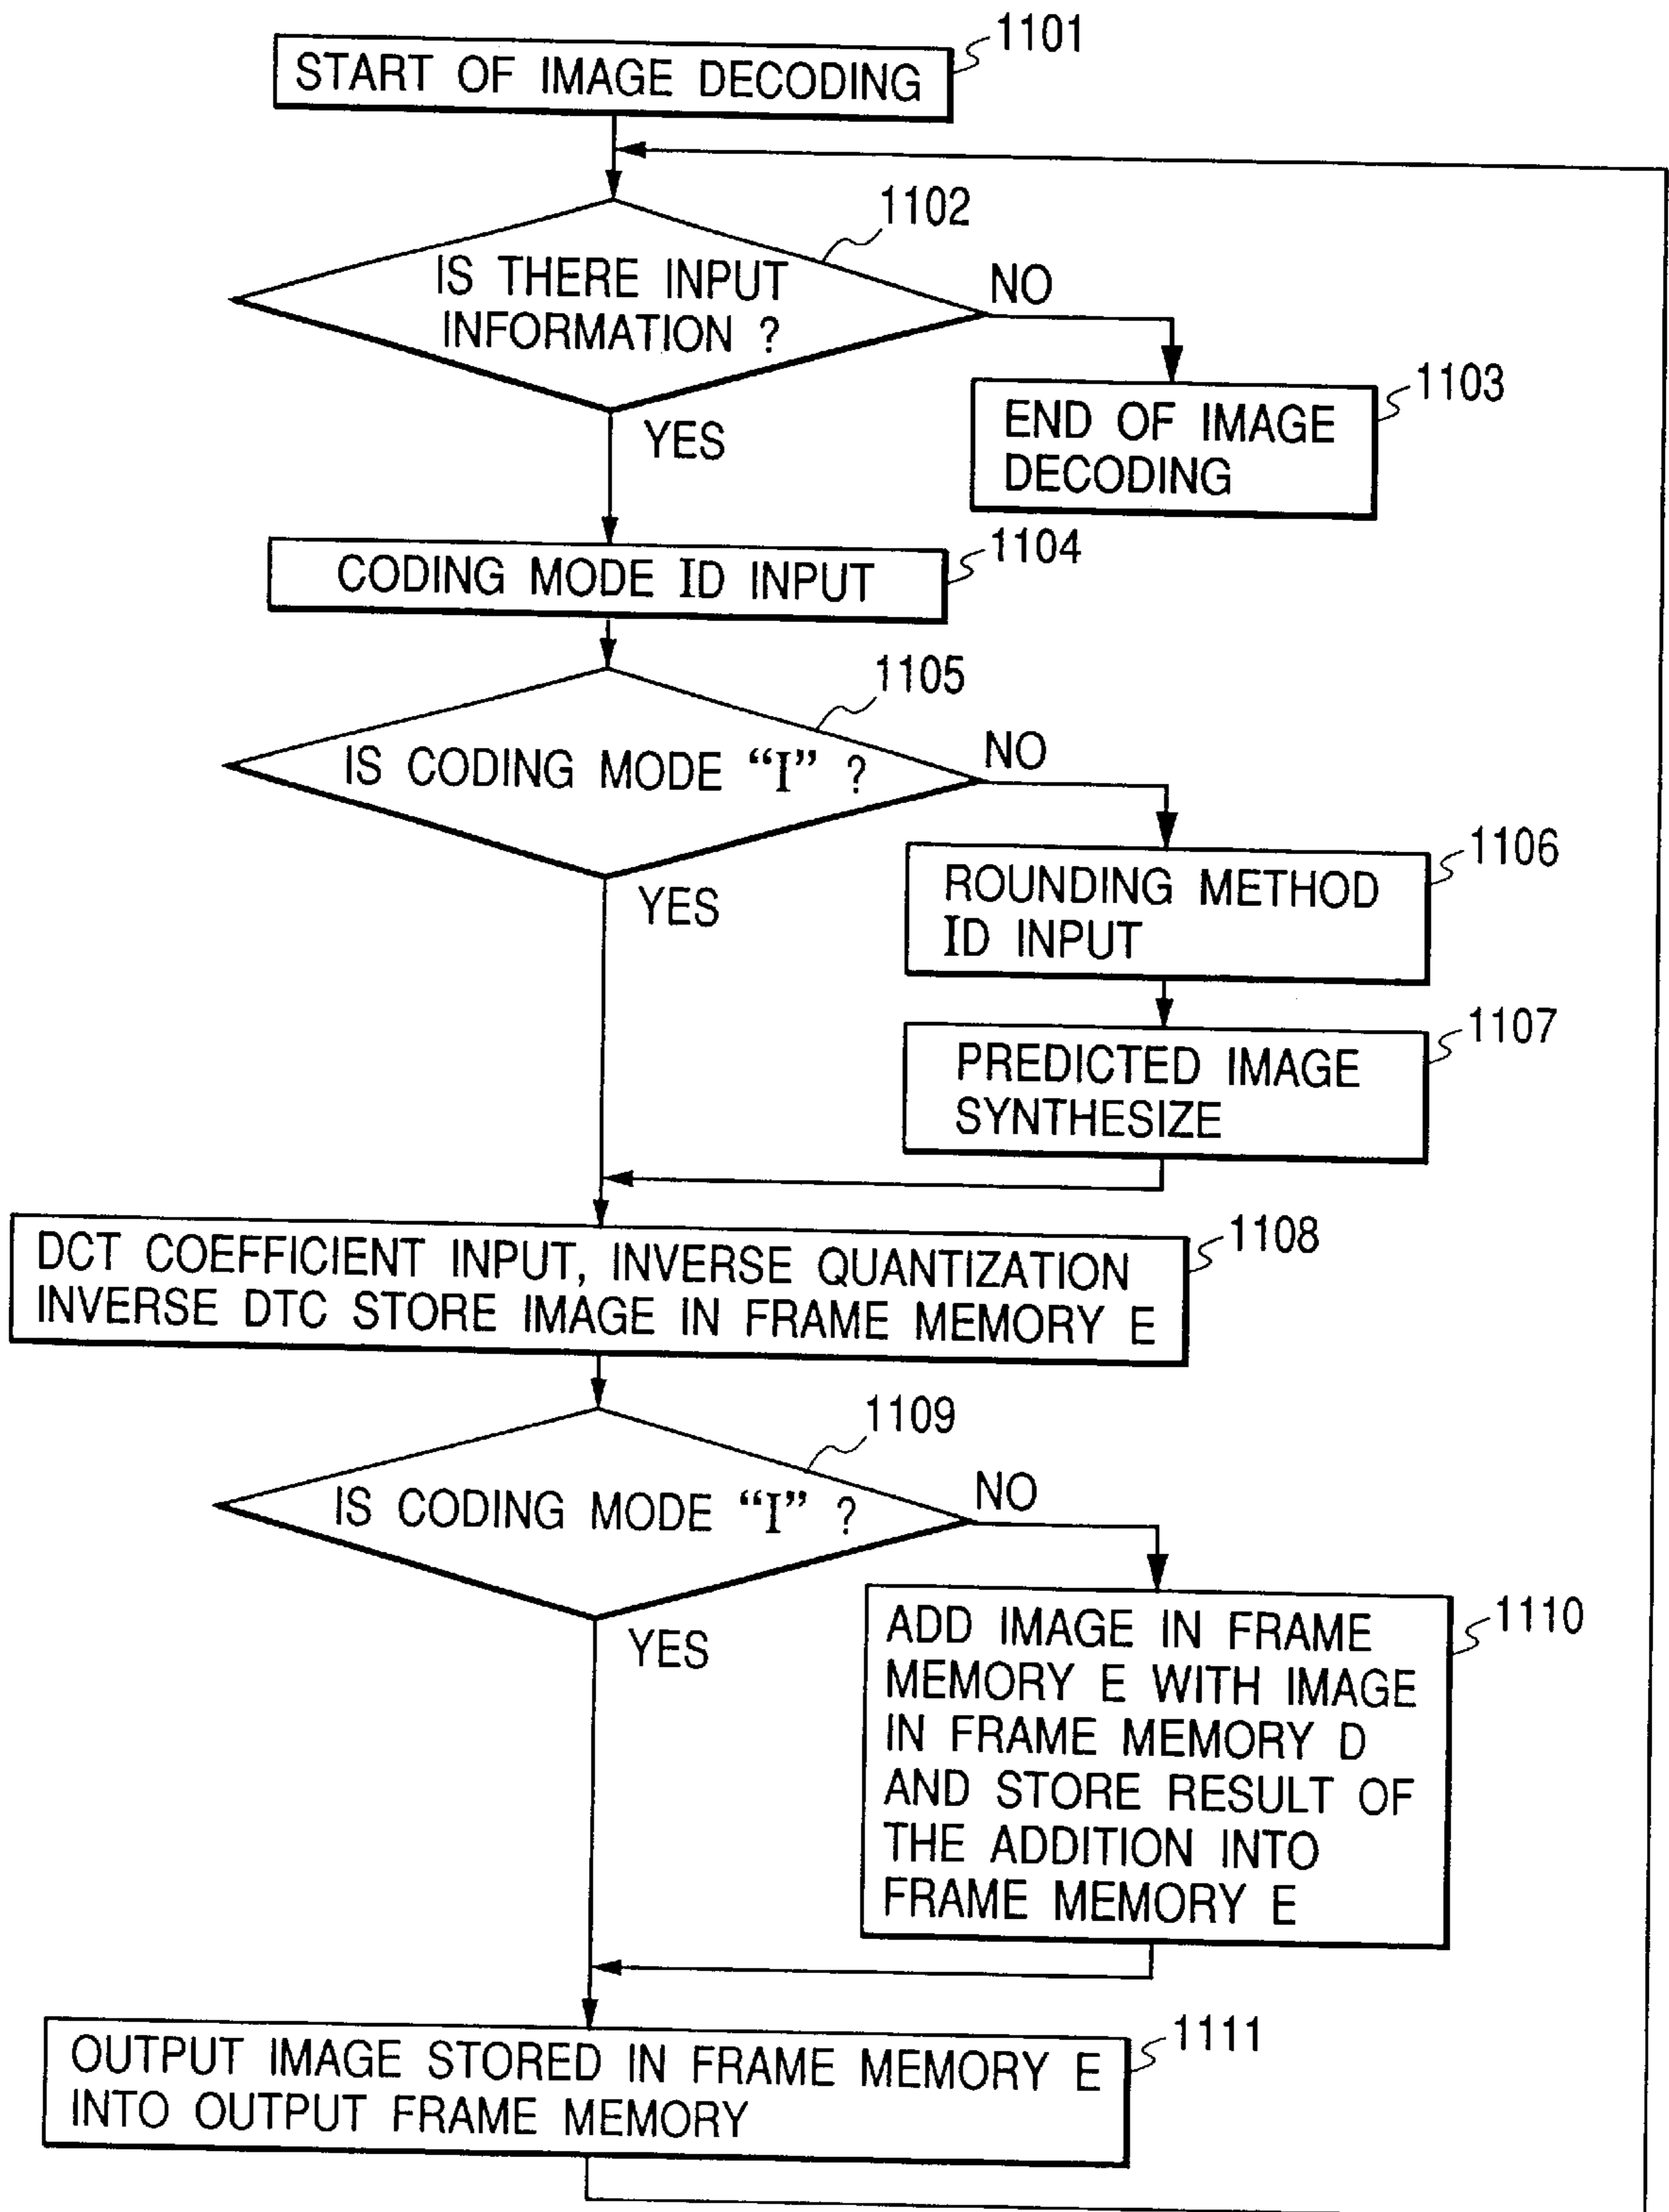 1101
START OF IMAGE DECODING
1102
IS THERE INPUT
INFORMATION ?
NO
YES
1103
END OF IMAGE
DECODING
1104
CODING MODE ID INPUT
1105
IS CODING MODE “I” ?
NO
YES
1106
ROUNDING METHOD
ID INPUT
1107
PREDICTED IMAGE
SYNTHESIZE
1108
DCT COEFFICIENT INPUT, INVERSE QUANTIZATION
INVERSE DTC STORE IMAGE IN FRAME MEMORY E
1109
IS CODING MODE “I” ?
NO
YES
1110
ADD IMAGE IN FRAME
MEMORY E WITH IMAGE
IN FRAME MEMORY D
AND STORE RESULT OF
THE ADDITION INTO
FRAME MEMORY E
1111
OUTPUT IMAGE STORED IN FRAME MEMORY E
INTO OUTPUT FRAME MEMORY